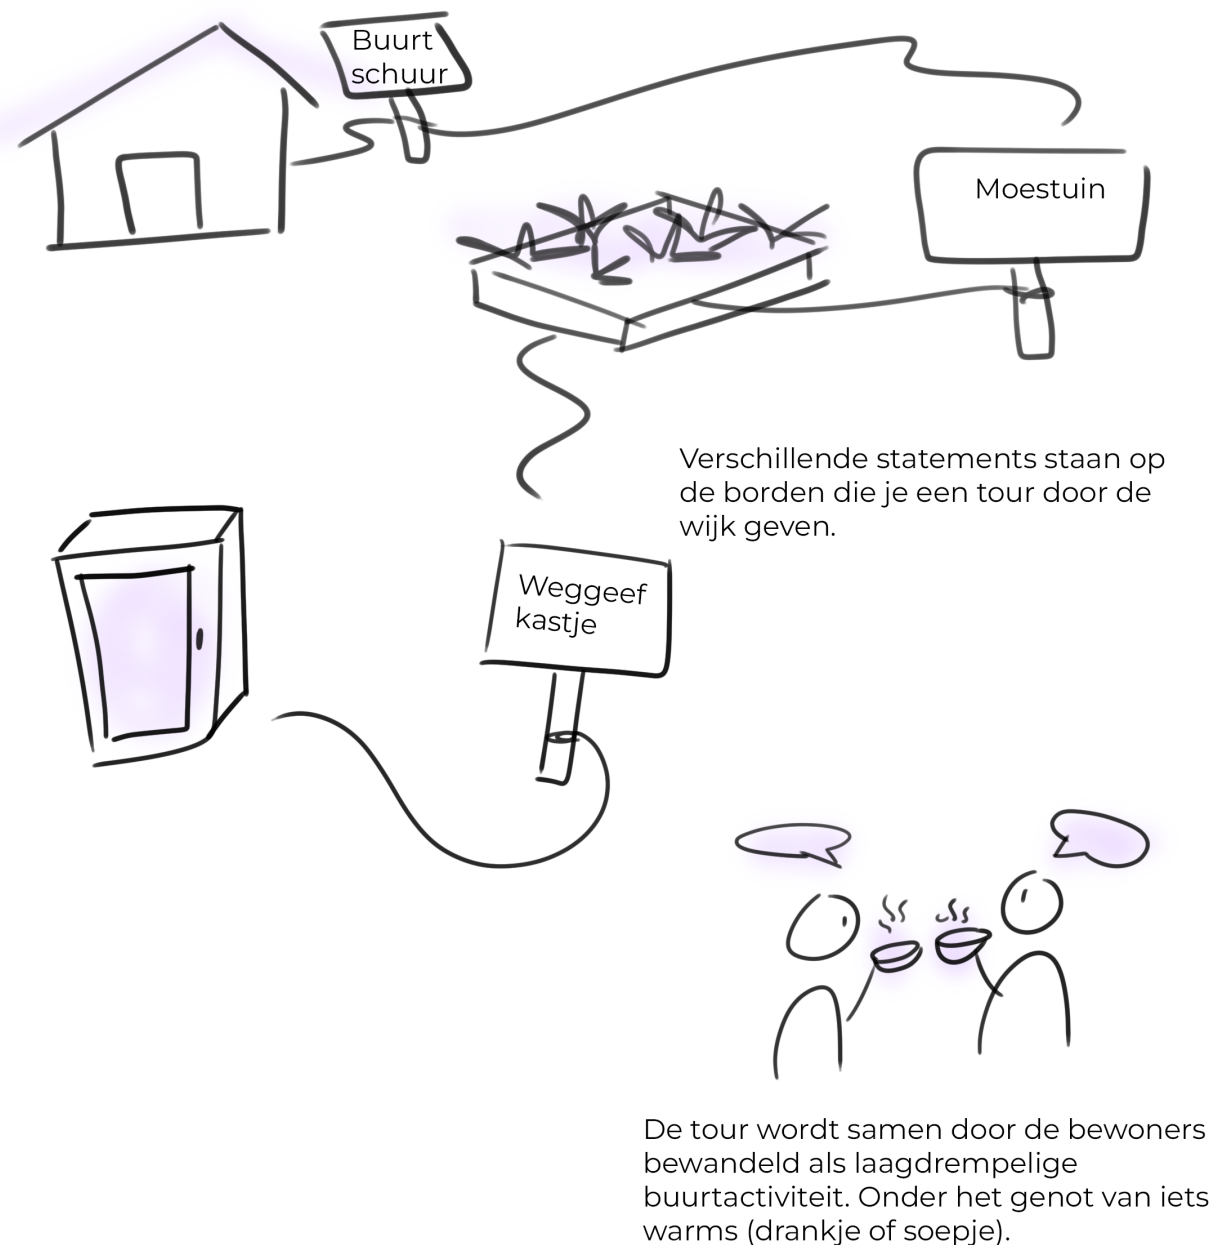 Buurt
schuur
Moestuin
Verschillende statements staan op
de borden die je een tour door de
wijk geven.
Weggeef
kastje
De tour wordt samen door de bewoners
bewandeld als laagdrempelige
buurtactiviteit. Onder het genot van iets
warms (drankje of soepje).